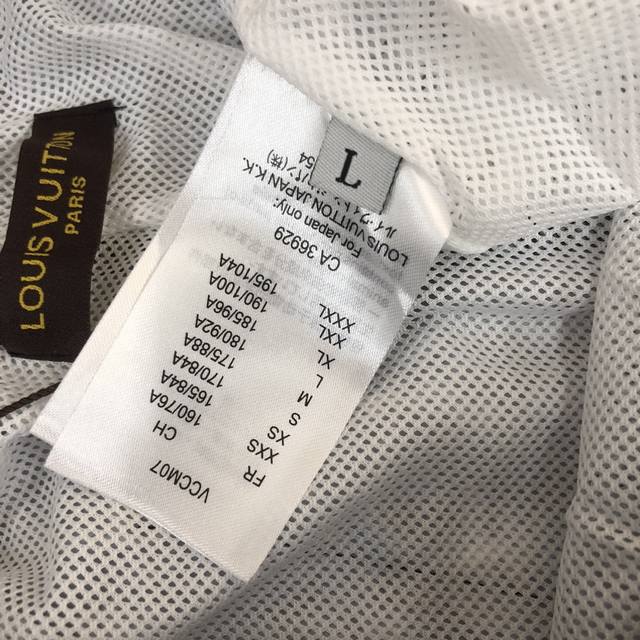 LOUIS VUITTON
PARIS
L
VCCM07
FR CH
XXS 160/76A
XS 165/84A
S 170/84A
M 175/88A
L 180/92A
XL 185/96A
XXL 190/100A
XXXL 195/104A
CA 36929
For Japan only:
LOUIS VUITTON JAPAN K.K.
54